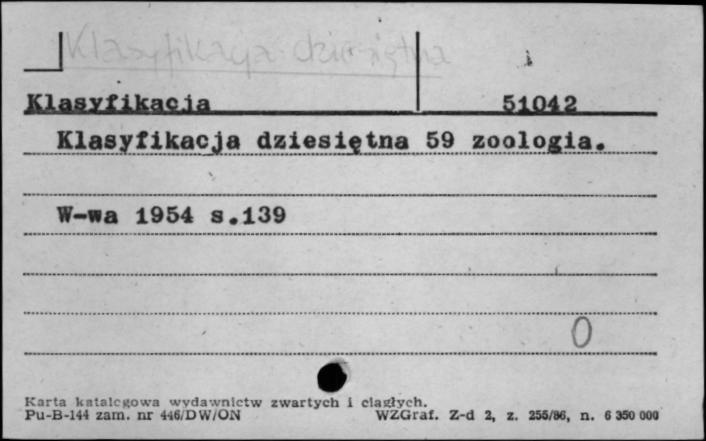 Klasyfikacja dziesiętna
Klasyfikacja 51042
Klasyfikacja dziesiętna 59 zoologia.
W-wa 1954 s.139
0
Karta katalogowa wydawnictw zwartych i ciagłych.
Pu-B-144 zam. nr 446/DW/ON WZGraf. Z-d 2, z. 255/86, n. 6 350 000